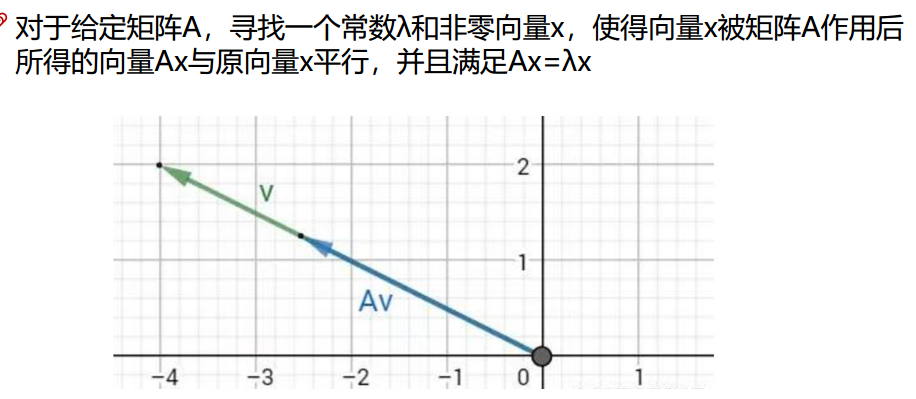 对于给定矩阵A，寻找一个常数λ和非零向量x，使得向量x被矩阵A作用后
所得的向量Ax与原向量x平行，并且满足Ax=λx
2
v
1
Av
−4 −3 −2 −1 0 1